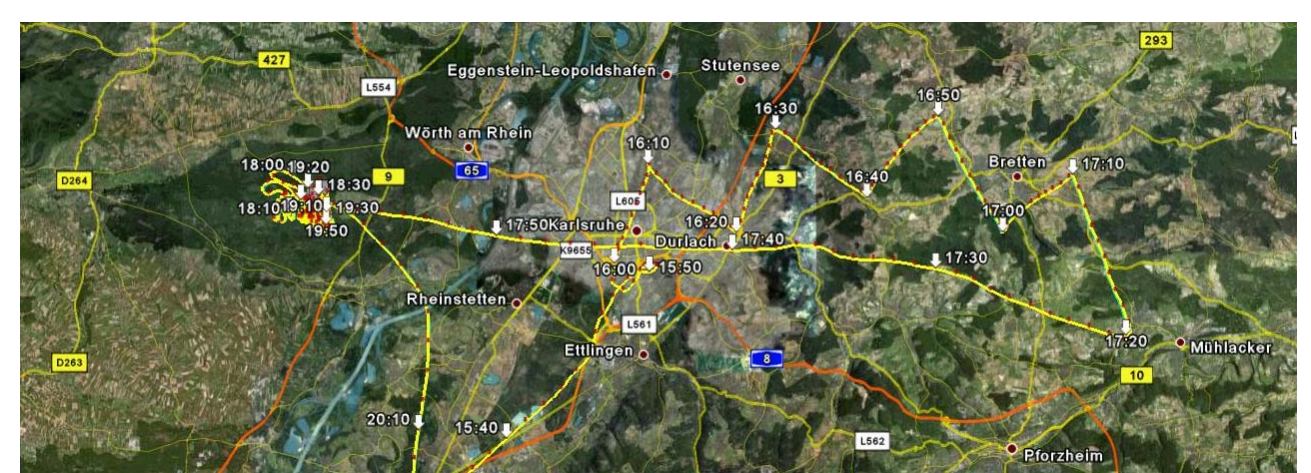 293
427
Stutensee
Eggenstein-Leopoldshafen
L554
16:50
16:30
Wörth am Rhein
16:10
Bretten
17:10
18:00 19:20
65
D264
9
3
18:30
16:40
L605
18:10 19:10 19:30
17:00
16:20
17:50 Karlsruhe
19:50
Durlach
17:40
K9655
17:30
16:00
15:50
Rheinstetten
L561
17:20
Mühlacker
Ettlingen
8
D263
10
20:10
15:40
L562
Pforzheim